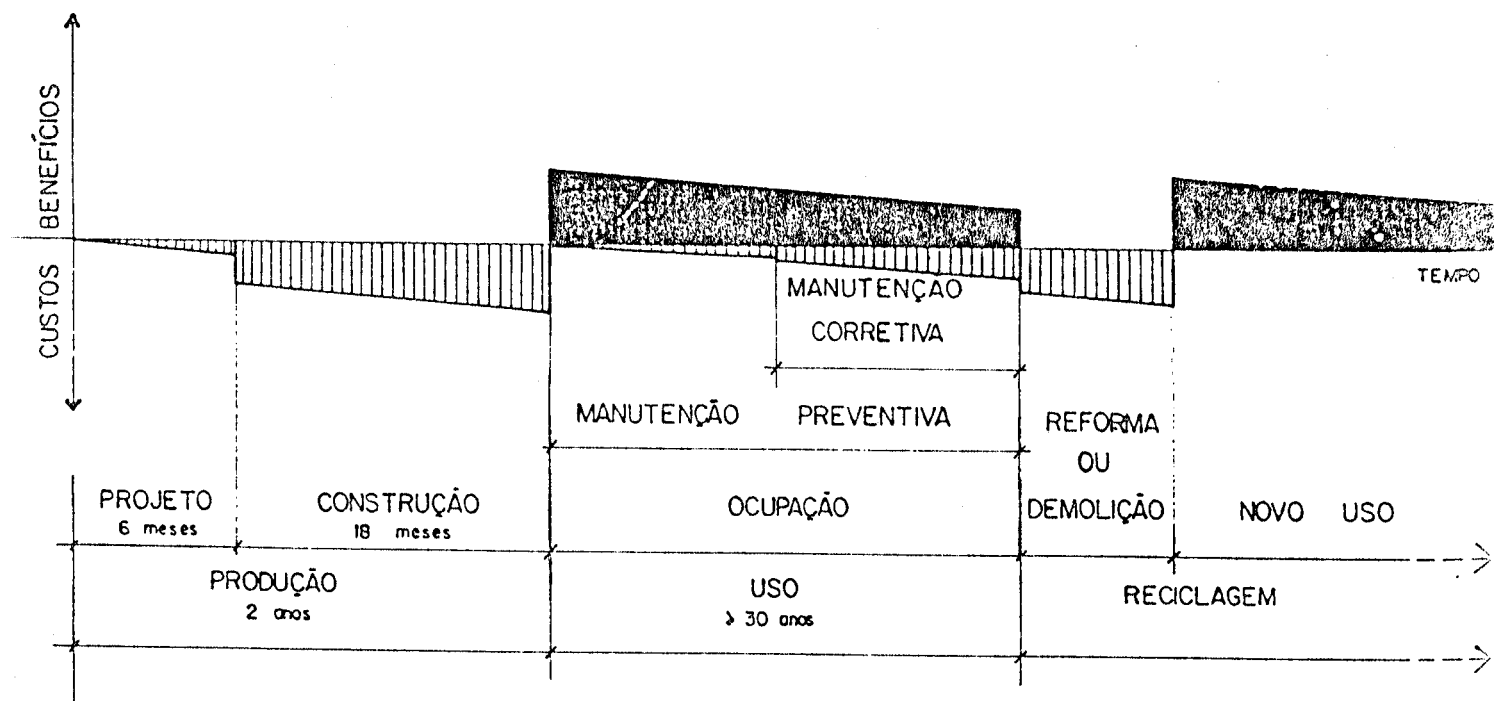 BENEFÍCIOS
CUSTOS
TEMPO
MANUTENÇÃO
CORRETIVA
MANUTENÇÃO PREVENTIVA
REFORMA
OU
DEMOLIÇÃO
PROJETO
6 meses
CONSTRUÇÃO
18 meses
OCUPAÇÃO
NOVO USO
PRODUÇÃO
2 anos
USO
≥ 30 anos
RECICLAGEM